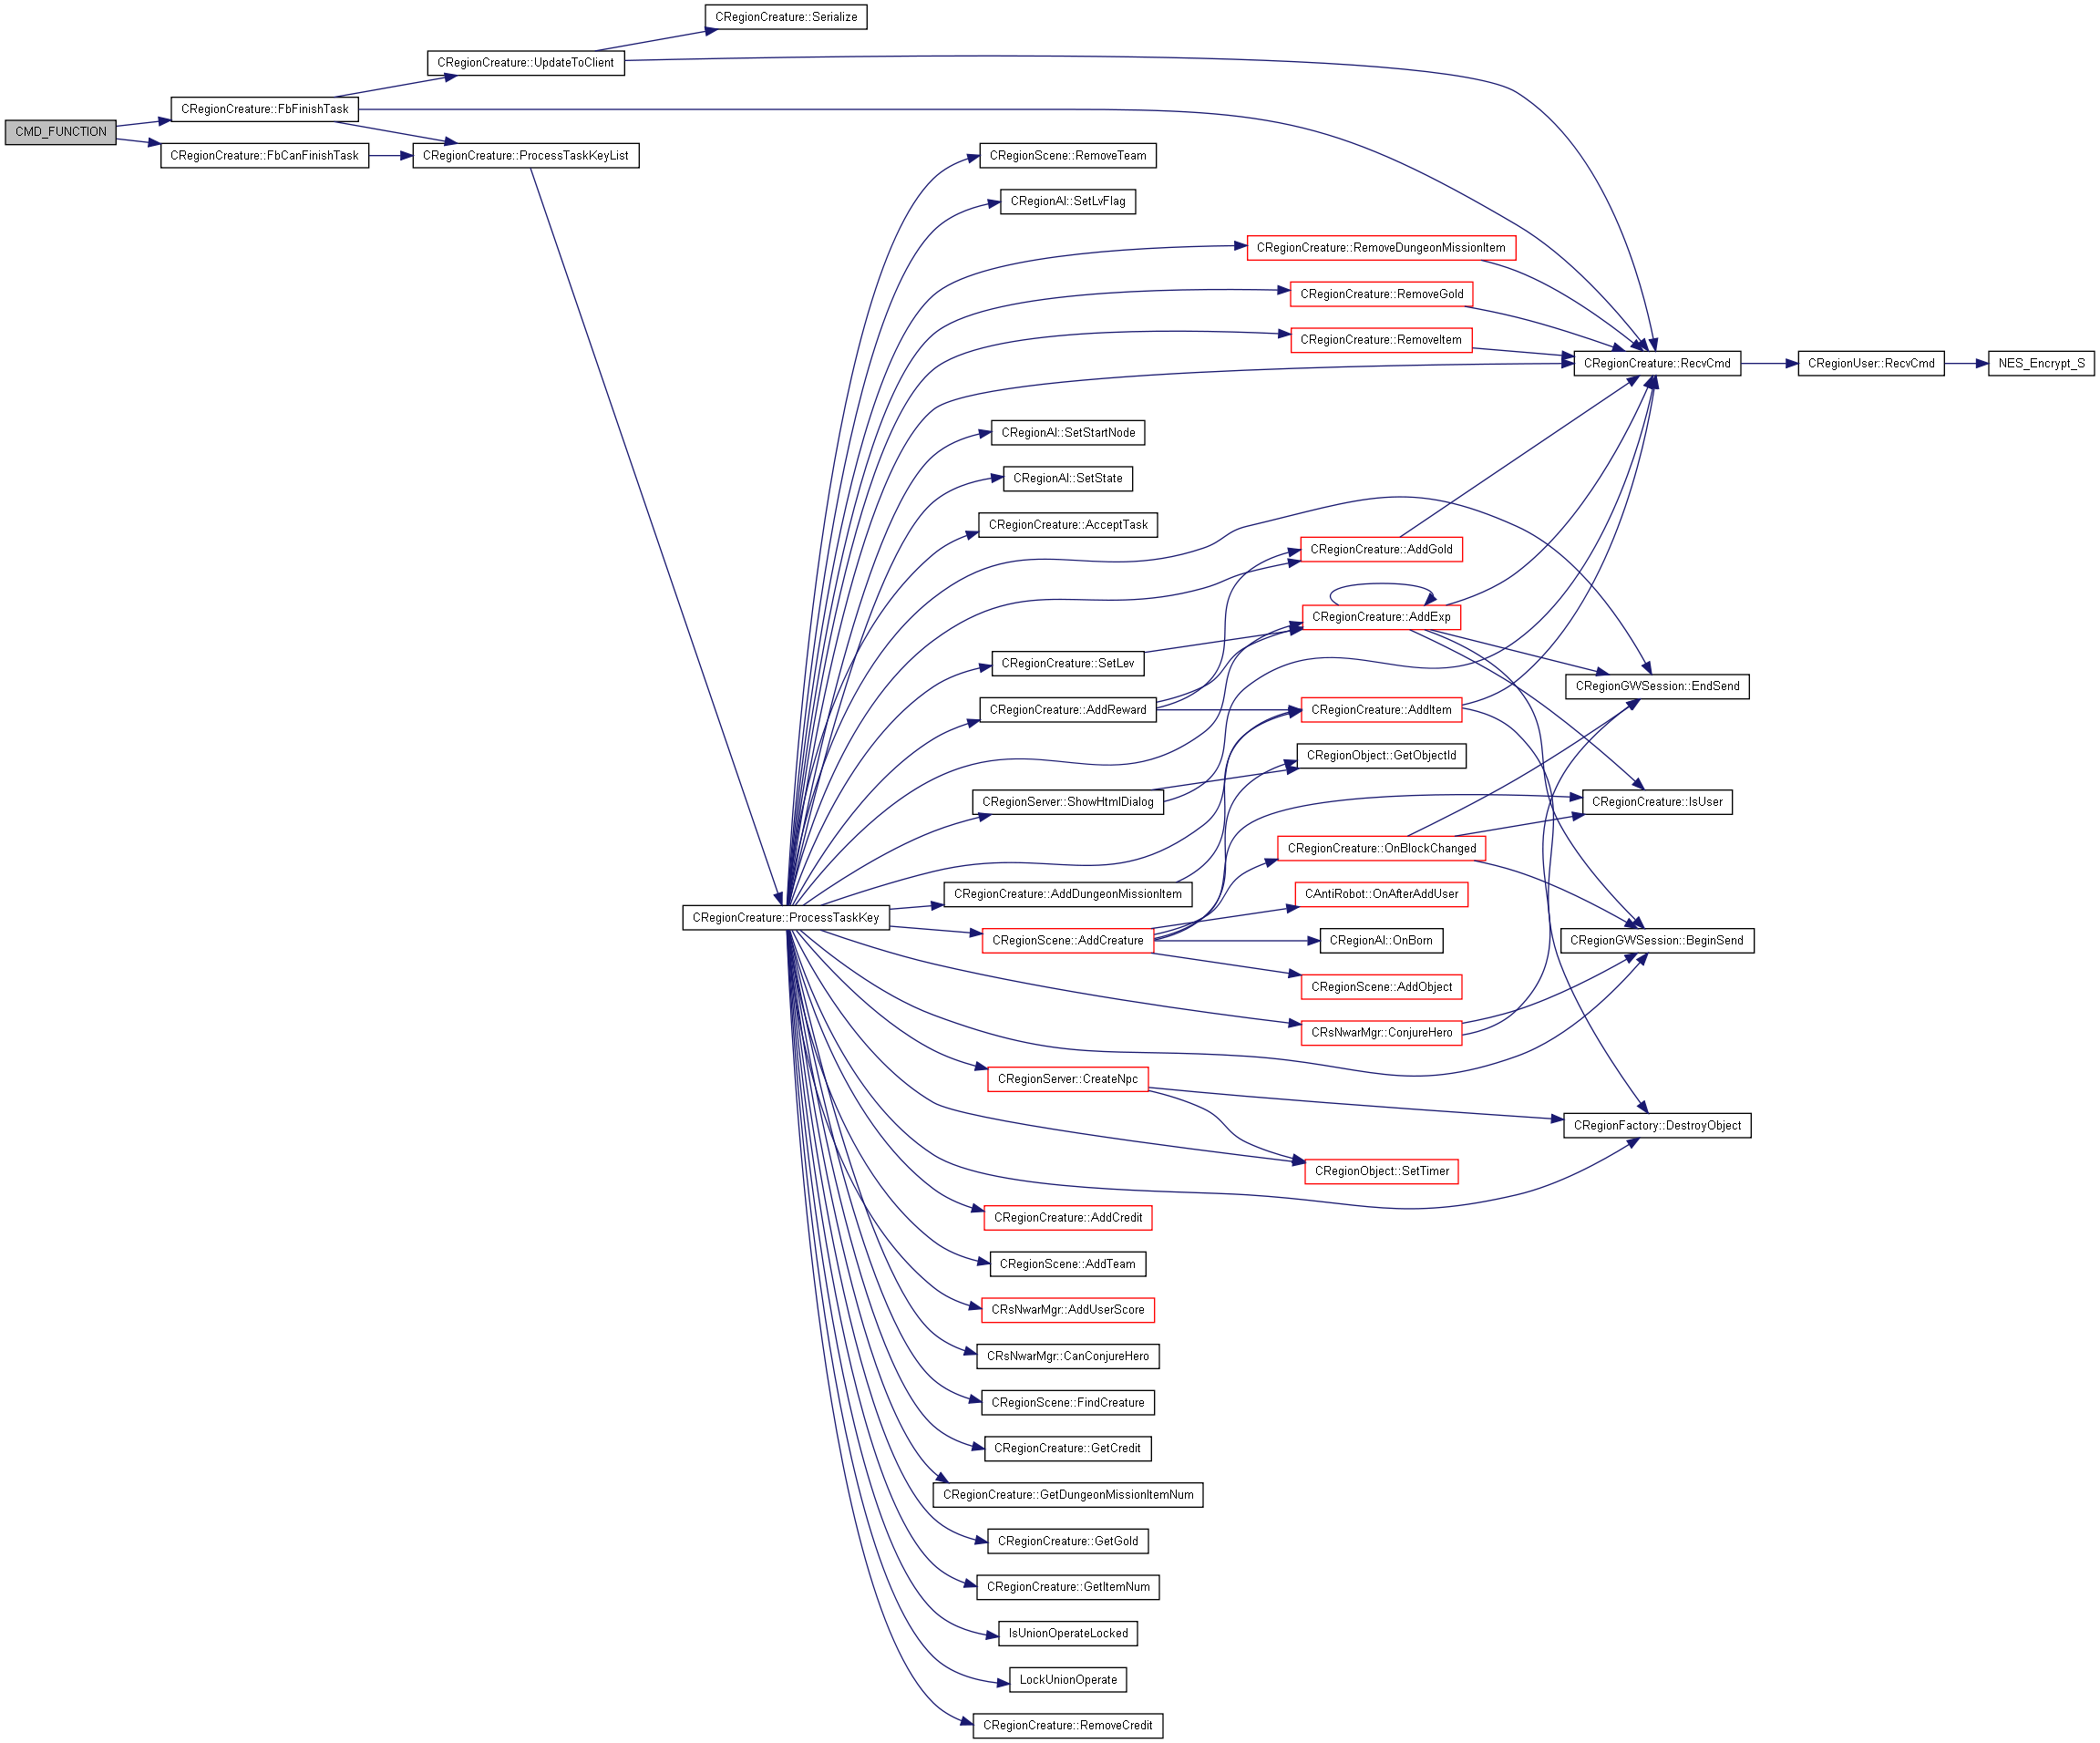 CRegionCreature::Serialize
CRegionCreature::UpdateToClient
CRegionCreature::FbFinishTask
CMD_FUNCTION
CRegionCreature::FbCanFinishTask
CRegionCreature::ProcessTaskKeyList
CRegionScene::RemoveTeam
CRegionAI::SetLvFlag
CRegionCreature::RemoveDungeonMissionItem
CRegionCreature::RemoveGold
CRegionCreature::RemoveItem
CRegionCreature::RecvCmd
CRegionUser::RecvCmd
NES_Encrypt_S
CRegionAI::SetStartNode
CRegionAI::SetState
CRegionCreature::AcceptTask
CRegionCreature::AddGold
CRegionCreature::AddExp
CRegionCreature::SetLev
CRegionGWSession::EndSend
CRegionCreature::AddReward
CRegionCreature::AddItem
CRegionObject::GetObjectId
CRegionServer::ShowHtmlDialog
CRegionCreature::IsUser
CRegionCreature::OnBlockChanged
CRegionCreature::AddDungeonMissionItem
CAntiRobot::OnAfterAddUser
CRegionCreature::ProcessTaskKey
CRegionScene::AddCreature
CRegionAI::OnBorn
CRegionGWSession::BeginSend
CRegionScene::AddObject
CRsNwarMgr::ConjureHero
CRegionServer::CreateNpc
CRegionFactory::DestroyObject
CRegionObject::SetTimer
CRegionCreature::AddCredit
CRegionScene::AddTeam
CRsNwarMgr::AddUserScore
CRsNwarMgr::CanConjureHero
CRegionScene::FindCreature
CRegionCreature::GetCredit
CRegionCreature::GetDungeonMissionItemNum
CRegionCreature::GetGold
CRegionCreature::GetItemNum
IsUnionOperateLocked
LockUnionOperate
CRegionCreature::RemoveCredit